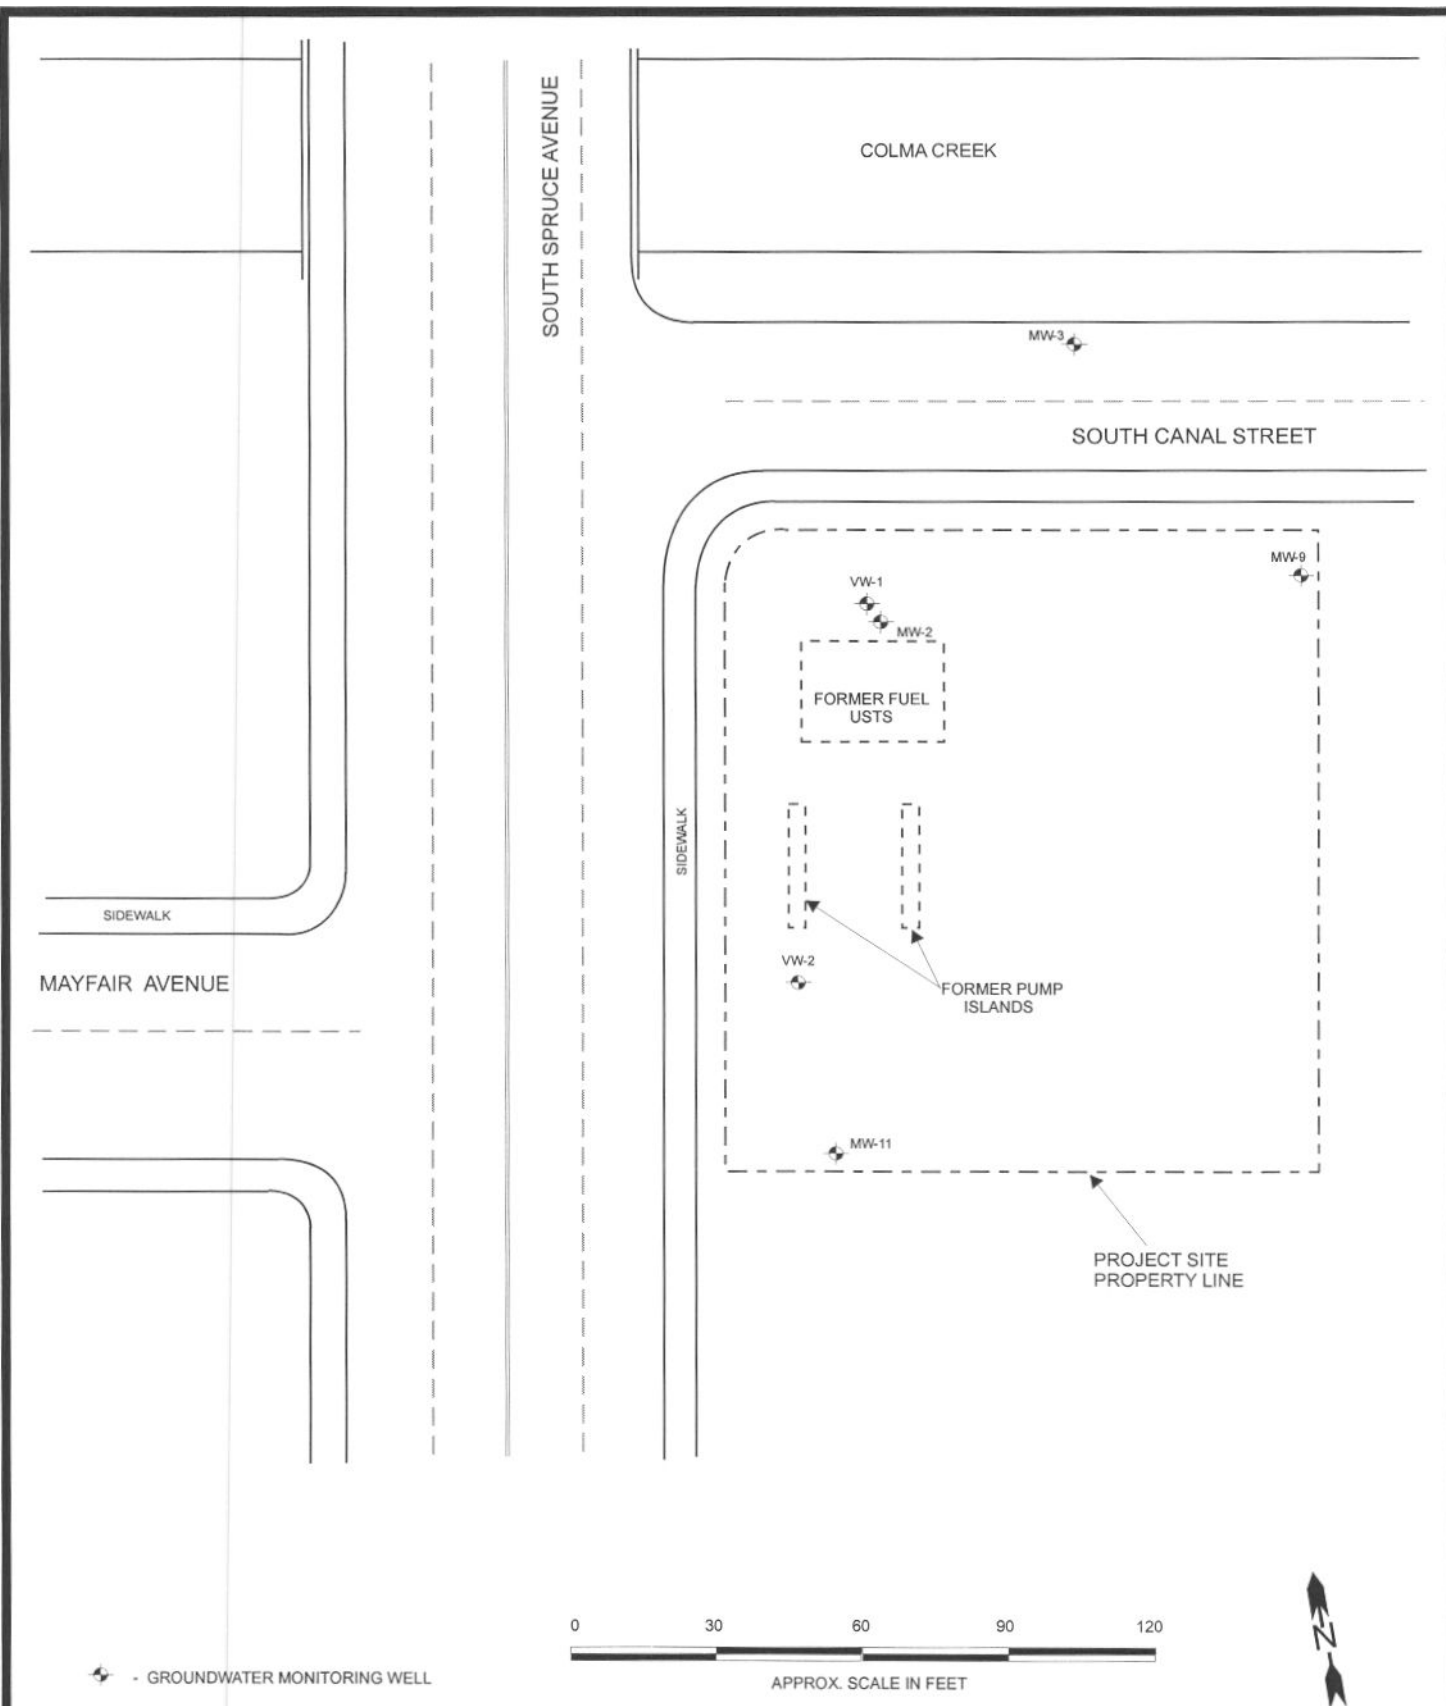 SOUTH SPRUCE AVENUE
COLMA CREEK
MW-3
SOUTH CANAL STREET
MW-9
VW-1
MW-2
FORMER FUEL
USTS
SIDEWALK
SIDEWALK
MAYFAIR AVENUE
VW-2
FORMER PUMP
ISLANDS
MW-11
PROJECT SITE
PROPERTY LINE
0 30 60 90 120
APPROX. SCALE IN FEET
- GROUNDWATER MONITORING WELL
N